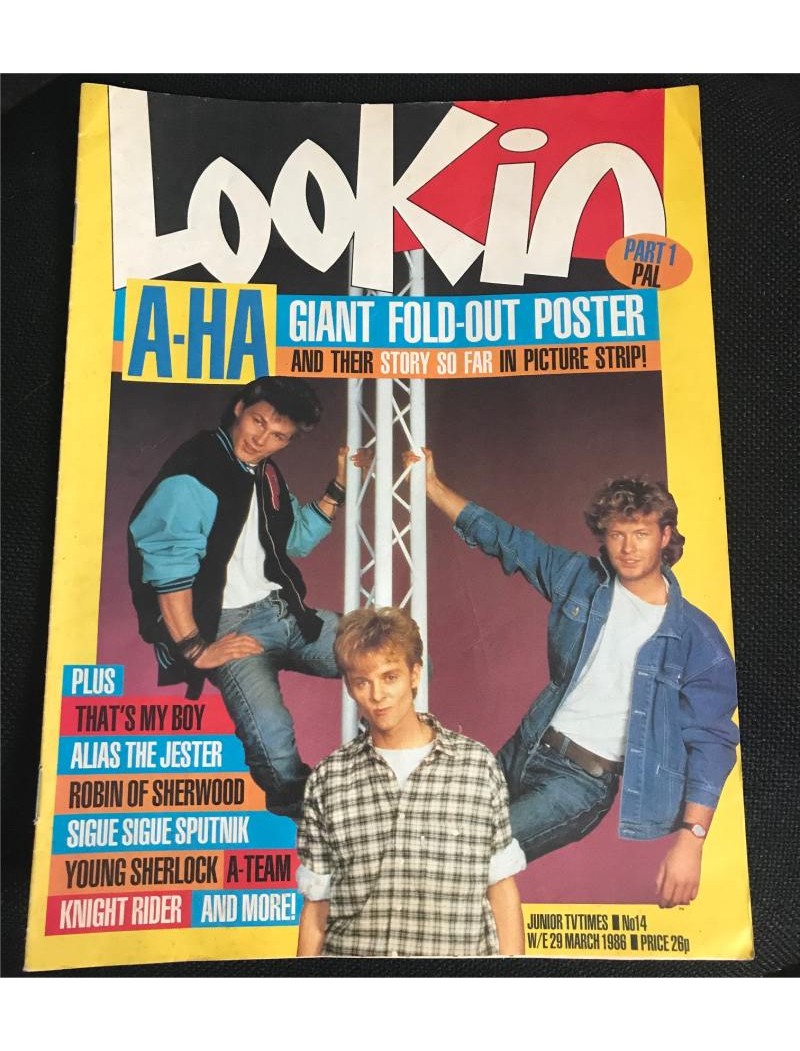 Lookin
PART 1
PAL
A-HA
GIANT FOLD-OUT POSTER
AND THEIR STORY SO FAR IN PICTURE STRIP!
PLUS
THAT'S MY BOY
ALIAS THE JESTER
ROBIN OF SHERWOOD
SIGUE SIGUE SPUTNIK
YOUNG SHERLOCK A-TEAM
KNIGHT RIDER AND MORE!
JUNIOR TVTIMES ■ No14
W/E 29 MARCH 1986 ■ PRICE 26p